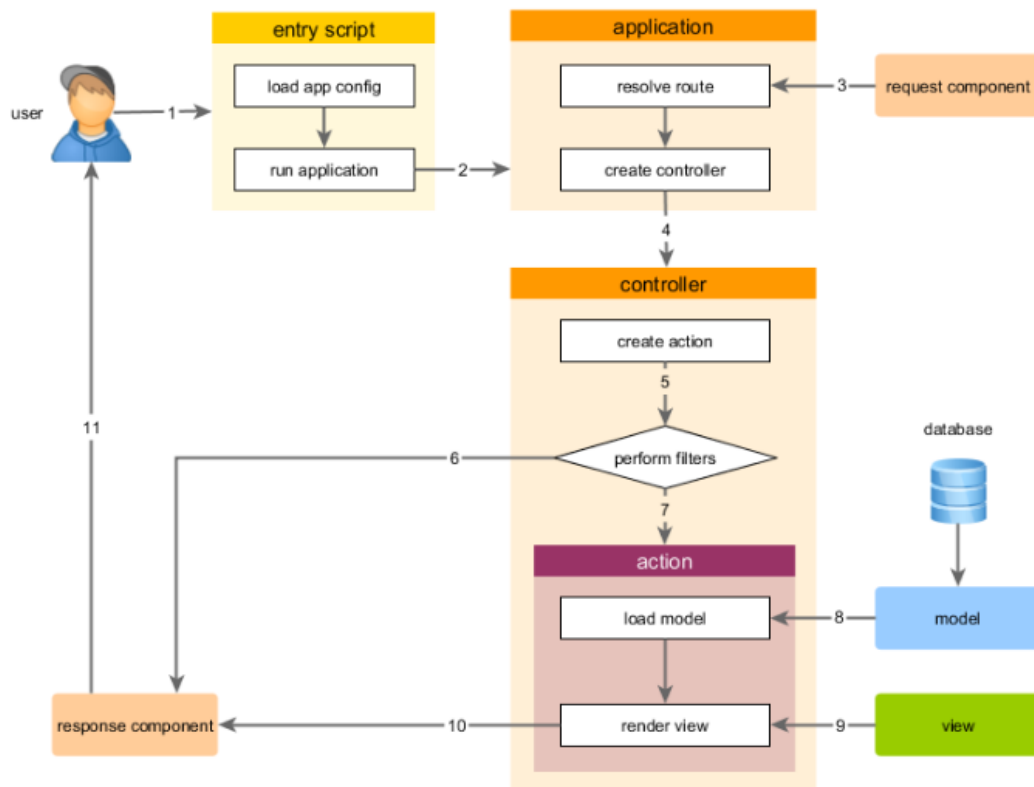 entry script
application
load app config
resolve route
3
request component
user
1
run application
2
create controller
4
controller
create action
5
11
6
perform filters
database
7
action
load model
8
model
response component
10
render view
9
view